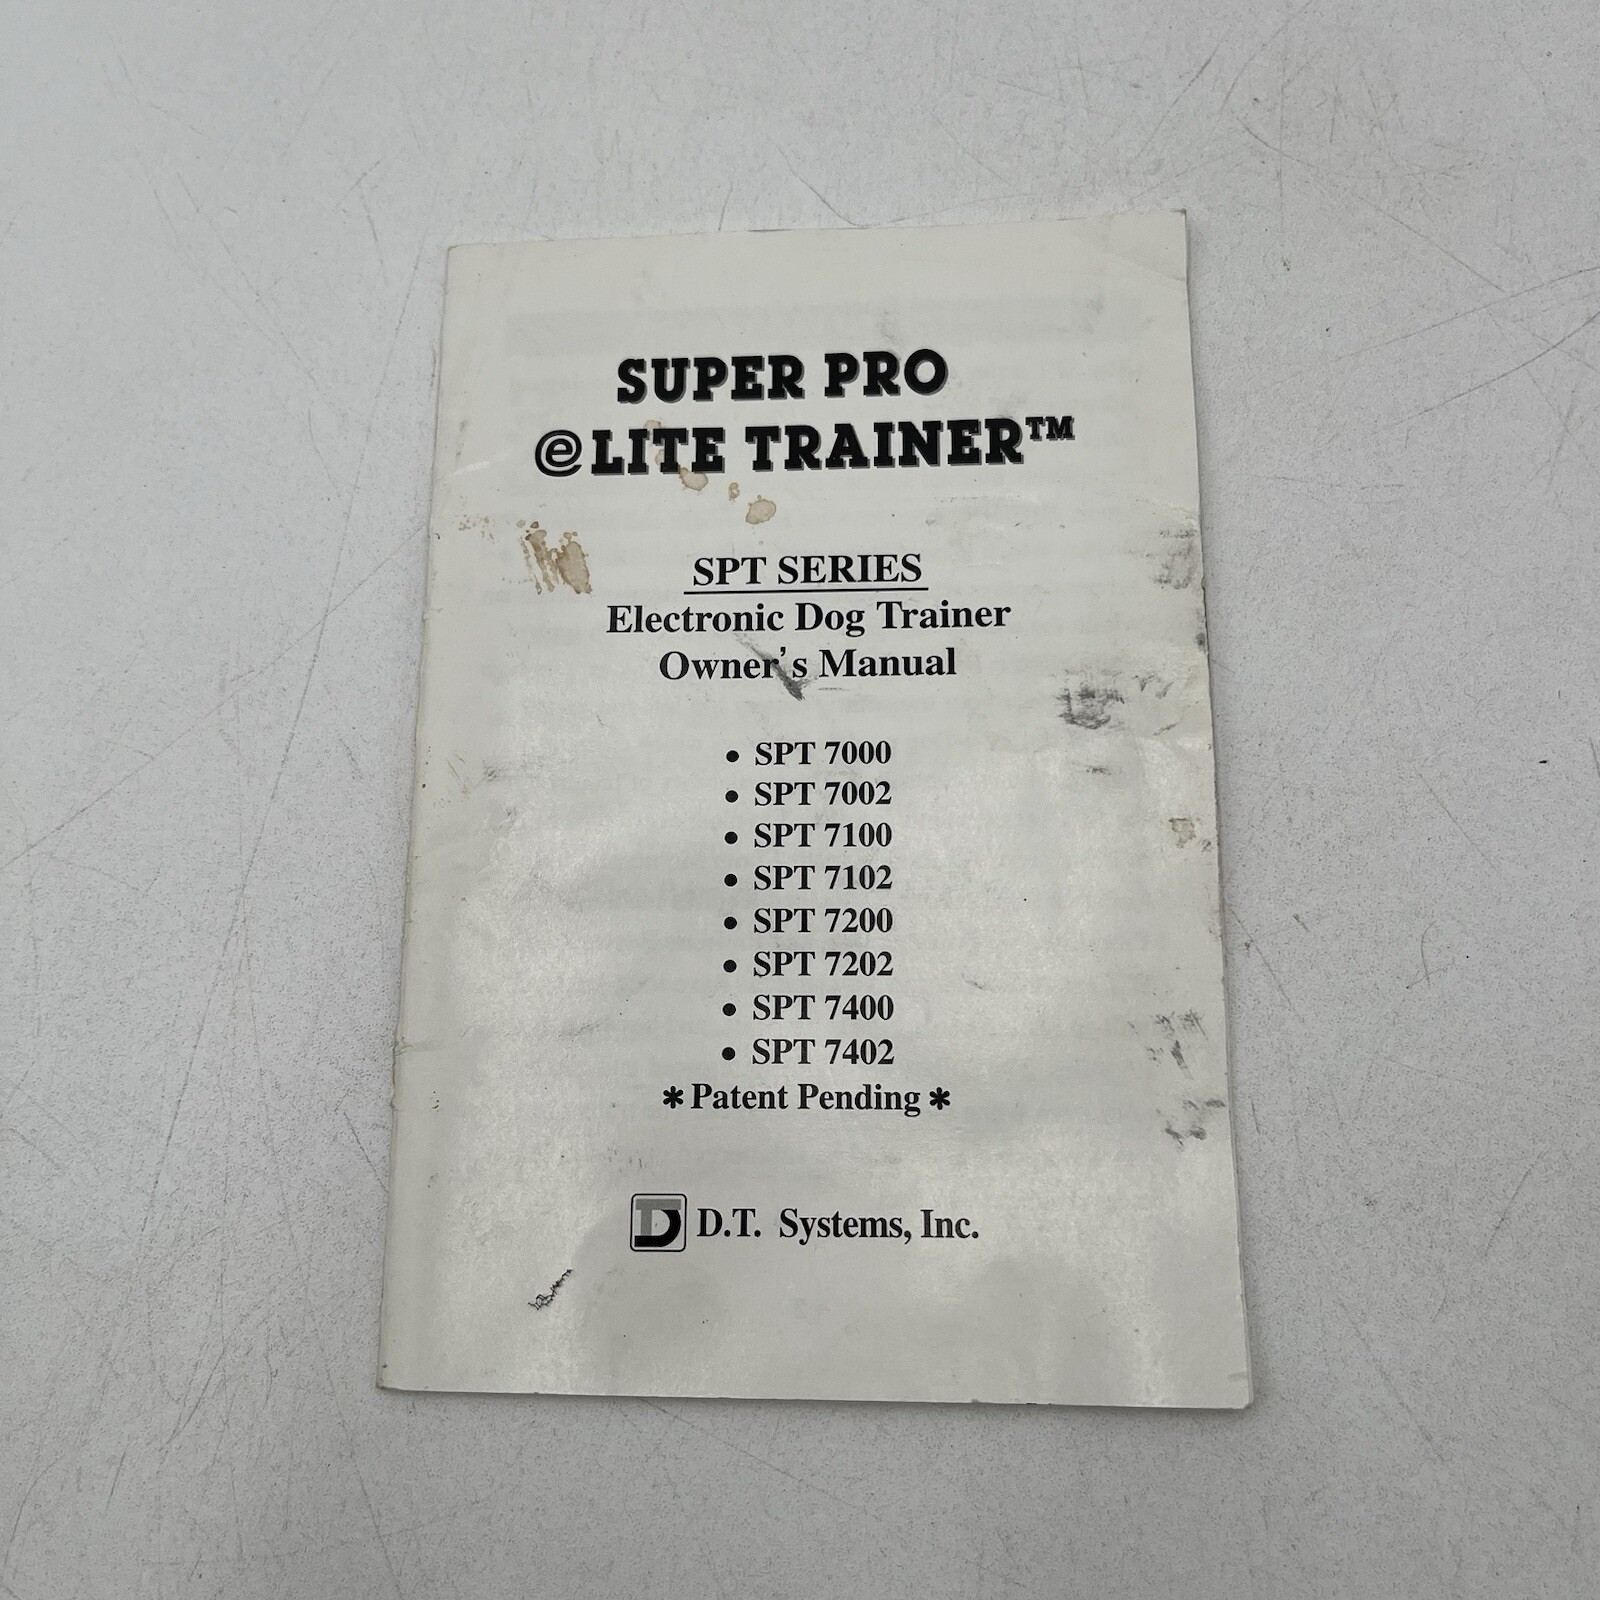 SUPER PRO
eLITE TRAINER™
SPT SERIES
Electronic Dog Trainer
Owner's Manual
• SPT 7000
• SPT 7002
• SPT 7100
• SPT 7102
• SPT 7200
• SPT 7202
• SPT 7400
• SPT 7402
*Patent Pending*
D.T. Systems, Inc.